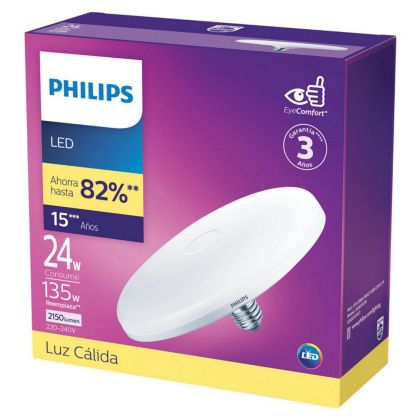 PHILIPS
LED
Ahorra
hasta 82%**
15*** Años
24W
Consume
135W
Reemplaza**
2150 lumen
220-240V
Luz Cálida
EyeComfort*
Garantía****
3
Años
PHILIPS
LED